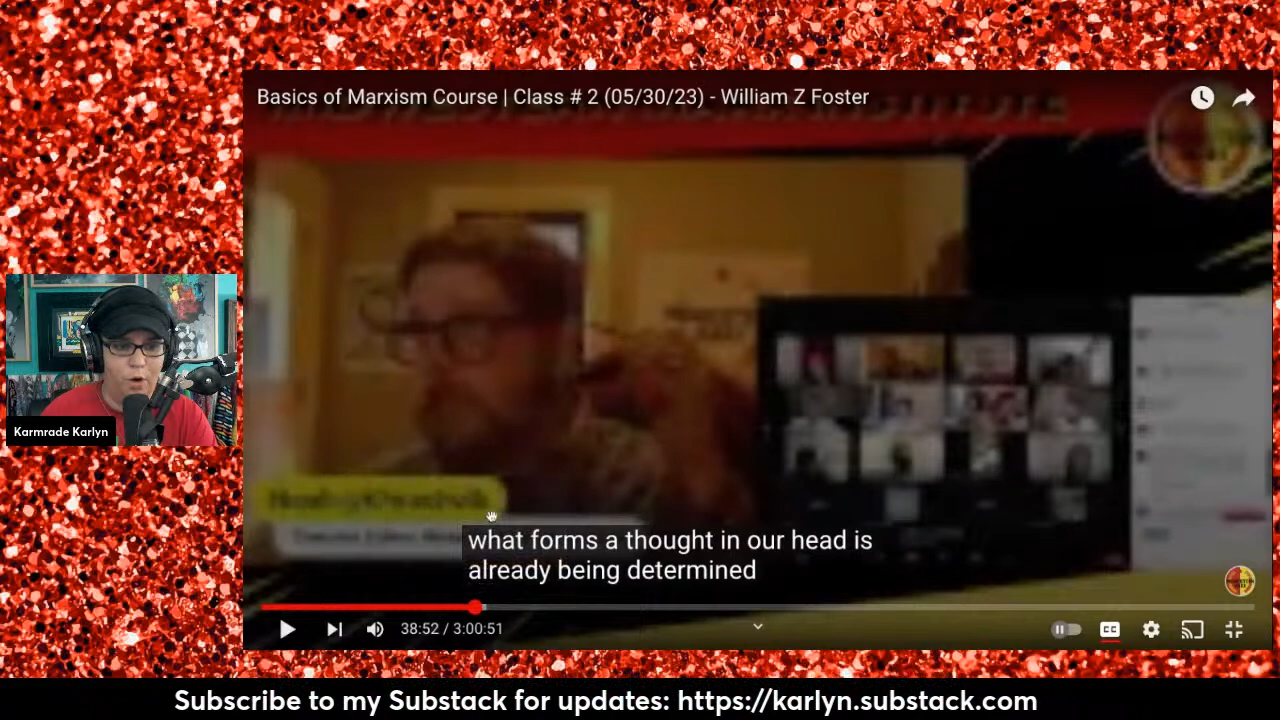 Basics of Marxism Course | Class # 2 (05/30/23) - William Z Foster
Karmrade Karlyn
what forms a thought in our head is
already being determined
38:52 / 3:00:51
CC
Subscribe to my Substack for updates: https://karlyn.substack.com